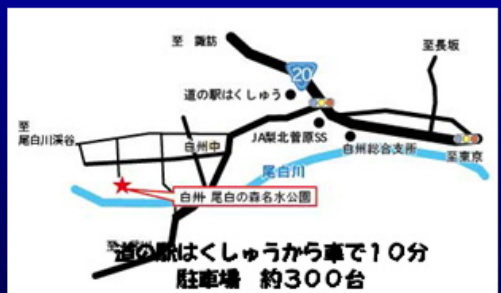 至 諏訪
至長坂
20
道の駅はくしゅう
至
尾白川渓谷
白州中
JA梨北菅原SS
白州総合支所
至東京
尾白川
白州・尾白の森名水公園
道の駅はくしゅうから車で10分
駐車場 約300台